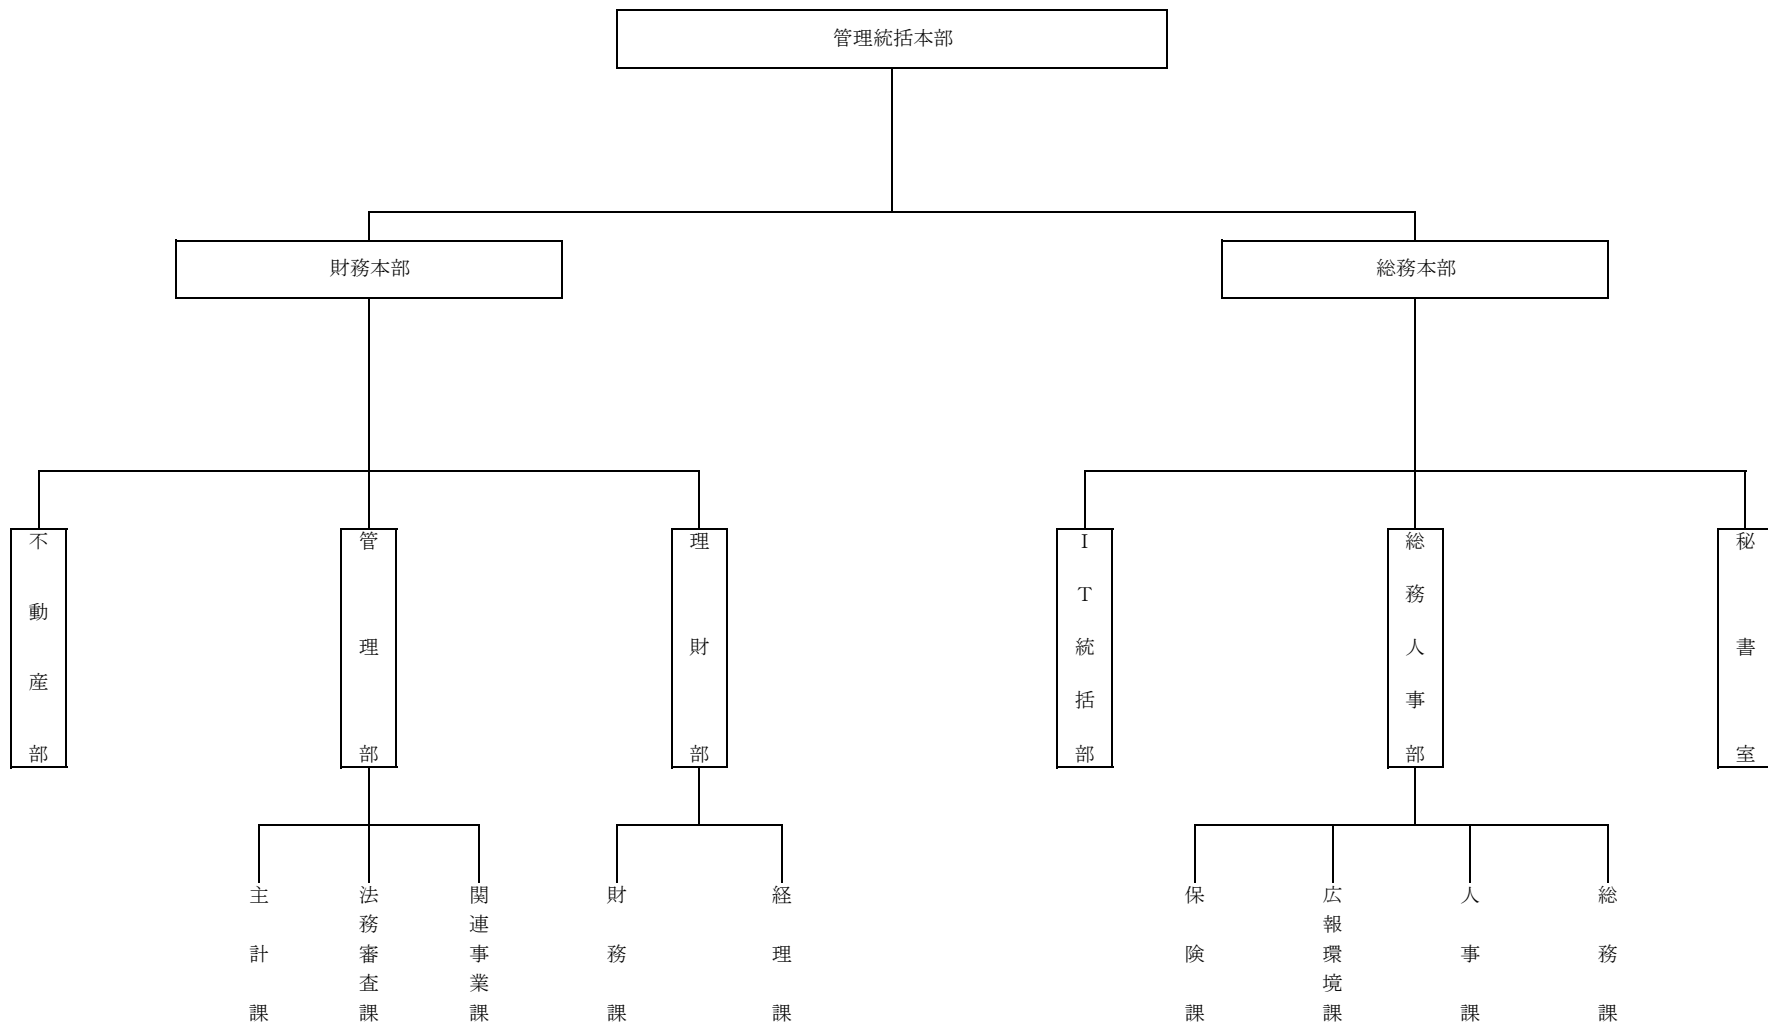 管理統括本部
財務本部
総務本部
不動産部
管理部
理財部
IT統括部
総務人事部
秘書室
主計課
法務審査課
関連事業課
財務課
経理課
保険課
広報環境課
人事課
総務課